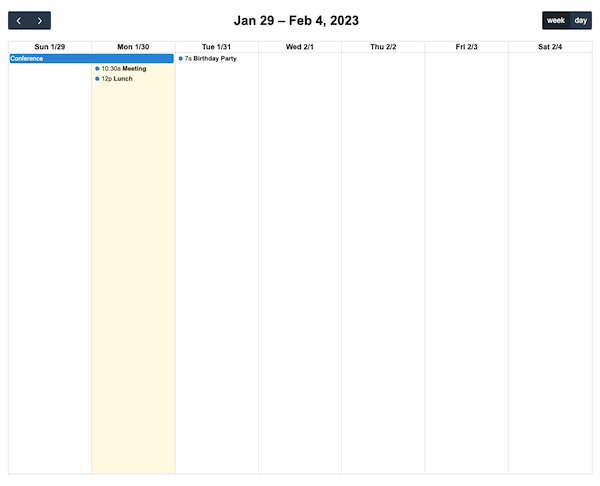 Jan 29 – Feb 4, 2023
week day
Sun 1/29 Mon 1/30 Tue 1/31 Wed 2/1 Thu 2/2 Fri 2/3 Sat 2/4
Conference
7a Birthday Party
10:30a Meeting
12p Lunch